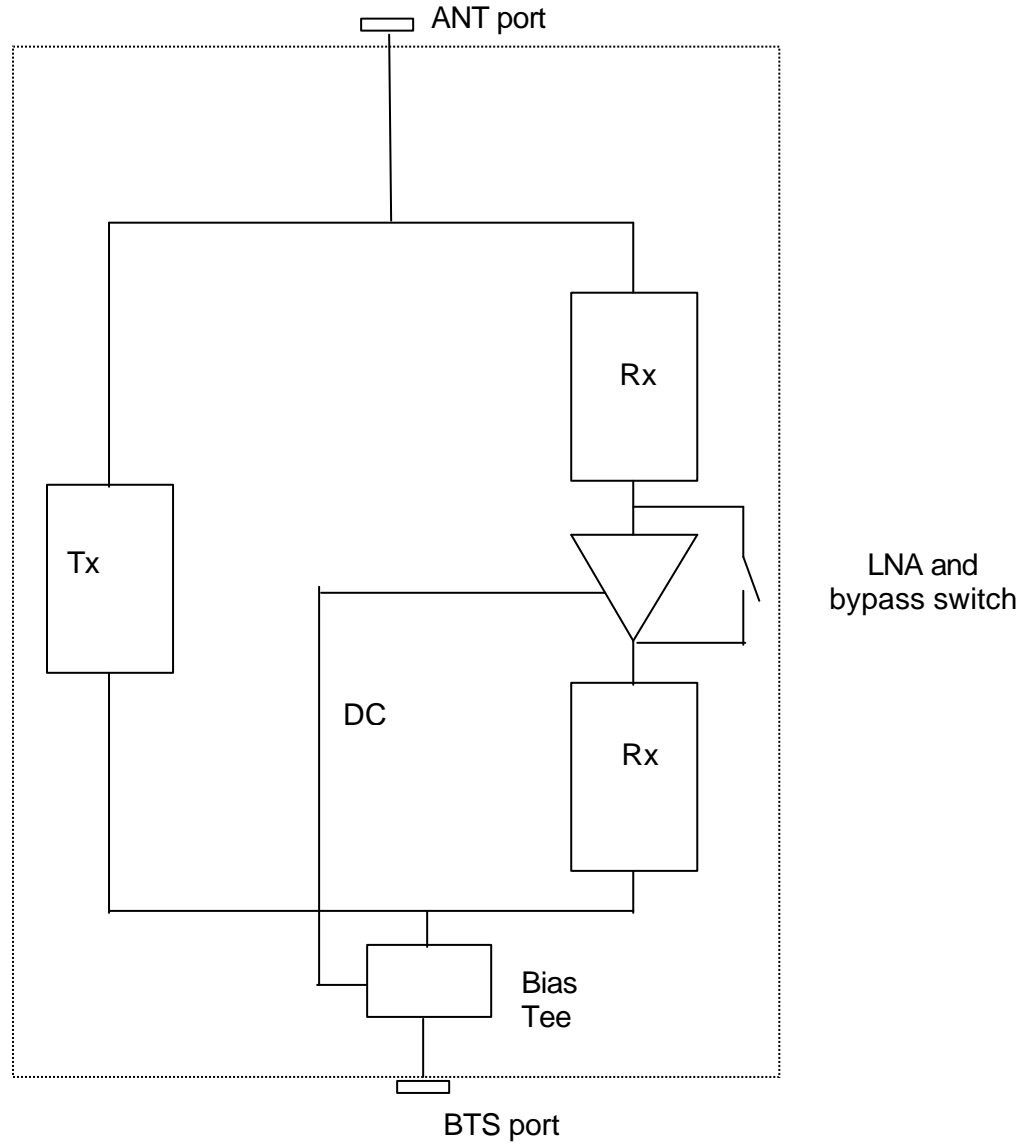 ANT port
Rx
Tx
LNA and
bypass switch
DC
Rx
Bias
Tee
BTS port